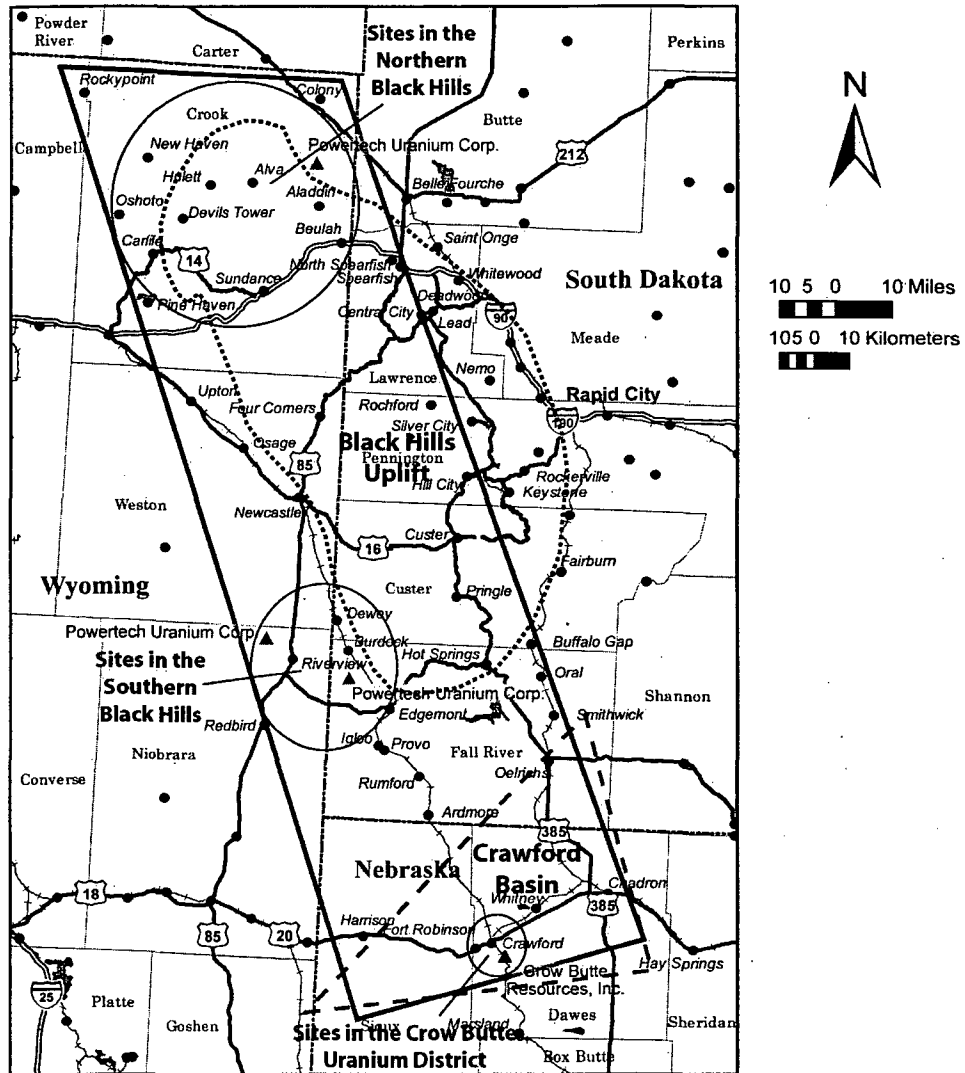 Powder
River
Carter
Sites in the
Northern
Black Hills
Perkins
Rockypoint
Colony
Crook
Butte
Campbell
New Haven
Powertech Uranium Corp.
212
Hulett
Alva
Aladdin
Belle Fourche
Oshoto
Devils Tower
Carlile
Beulah
Saint Onge
14
North Spearfish
Spearfish
Whitewood
South Dakota
Sundance
Pine Haven
Deadwood
Central City
Lead
90
Meade
Nemo
Lawrence
Upton
Four Corners
Rochford
Rapid City
Silver City
190
Osage
Black Hills
Uplift
Pennington
85
Hill City
Rockerville
Keystone
Weston
Newcastle
16
Custer
Fairburn
Wyoming
Custer
Pringle
Dewey
Powertech Uranium Corp
Burdock
Buffalo Gap
Hot Springs
Sites in the
Southern
Black Hills
Riverview
Oral
Powertech Uranium Corp.
Shannon
Edgemont
Smithwick
Redbird
Igloo
Provo
Fall River
Niobrara
Oelrichs
Converse
Rumford
Ardmore
385
Nebraska
Crawford
Basin
18
Whitney
Chadron
385
Harrison
Fort Robinson
Crawford
85
20
Hay Springs
Crow Butte
Resources, Inc.
25
Platte
Goshen
Sioux
Marsland
Dawes
Sheridan
Sites in the Crow Butte
Uranium District
Box Butte
N
10 5 0 10 Miles
105 0 10 Kilometers